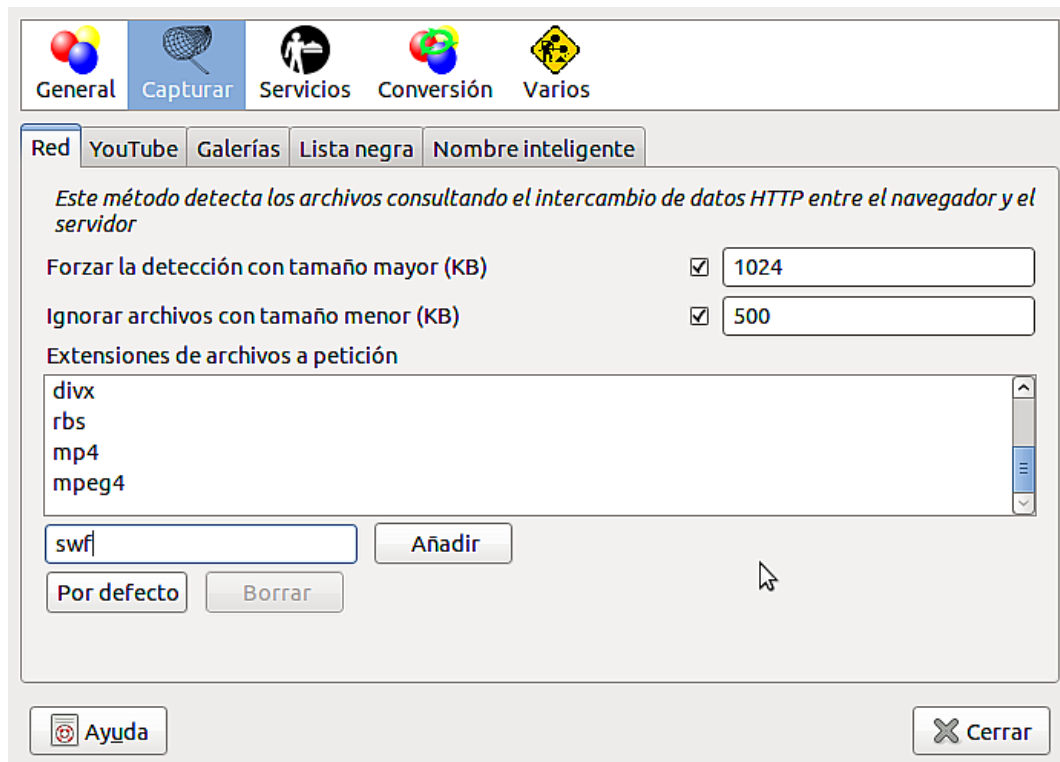 General Capturar Servicios Conversión Varios
Red YouTube Galerías Lista negra Nombre inteligente
Este método detecta los archivos consultando el intercambio de datos HTTP entre el navegador y el
servidor
Forzar la detección con tamaño mayor (KB) 1024
Ignorar archivos con tamaño menor (KB) 500
Extensiones de archivos a petición
divx
rbs
mp4
mpeg4
swf Añadir
Por defecto Borrar
Ayuda Cerrar